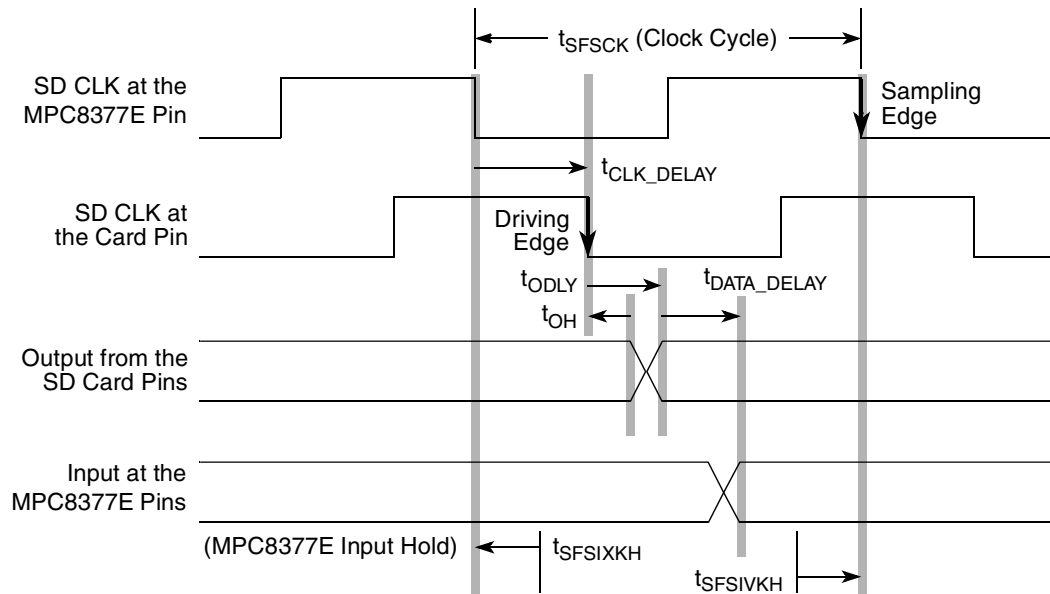 tSFSCK (Clock Cycle)
SD CLK at the
MPC8377E Pin
Sampling
Edge
tCLK_DELAY
SD CLK at
the Card Pin
Driving
Edge
tODLY
tDATA_DELAY
tOH
Output from the
SD Card Pins
Input at the
MPC8377E Pins
(MPC8377E Input Hold)
tSFSIXKH
tSFSIVKH